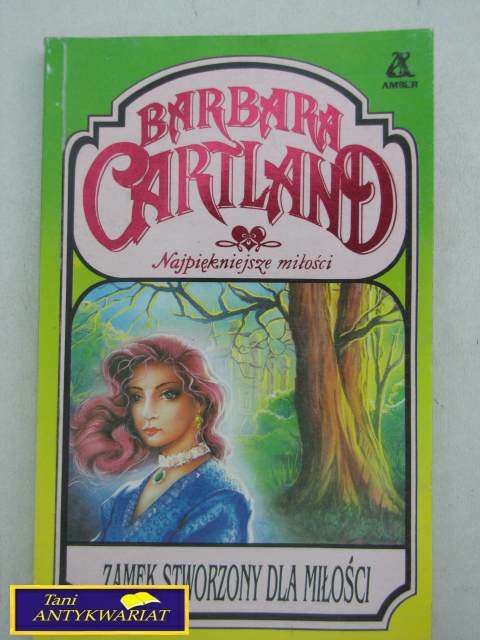 AMBER
BARBARA
CARTLAND
Najpiękniejsze miłości
ZAMEK STWORZONY DLA MIŁOŚCI
Tani
ANTYKWARIAT